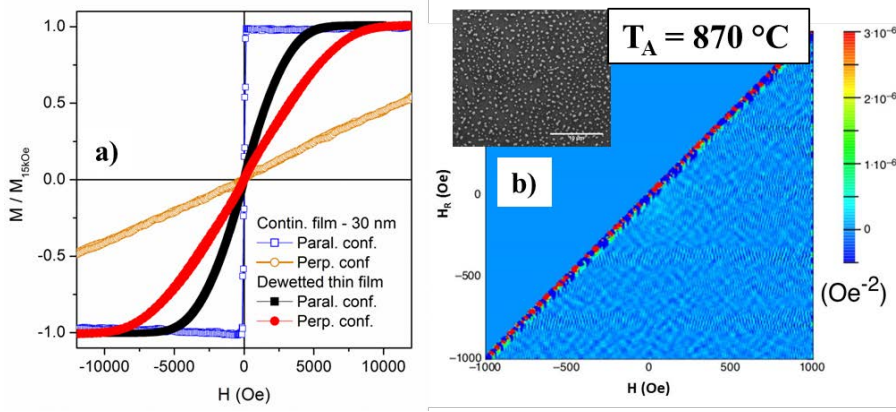 a)
M / M15kOe
1.0
0.5
0.0
-0.5
-1.0
-10000 -5000 0 5000 10000
H (Oe)
Contin. film - 30 nm
Paral. conf.
Perp. conf
Dewetted thin film
Paral. conf.
Perp. conf.
TA = 870 °C
b)
HR (Oe)
0
−500
−1000
−1000 −500 0 500 1000
H (Oe)
3·10⁻⁶
2·10⁻⁶
10⁻⁶
0
(Oe⁻²)